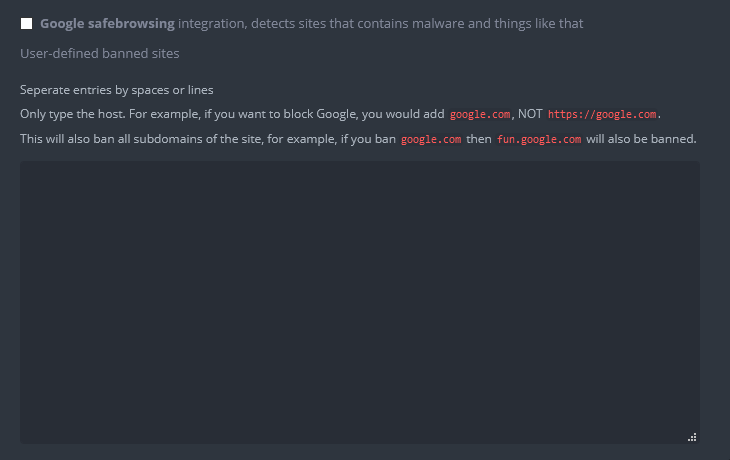 Google safebrowsing integration, detects sites that contains malware and things like that
User-defined banned sites
Seperate entries by spaces or lines
Only type the host. For example, if you want to block Google, you would add google.com, NOT https://google.com.
This will also ban all subdomains of the site, for example, if you ban google.com then fun.google.com will also be banned.